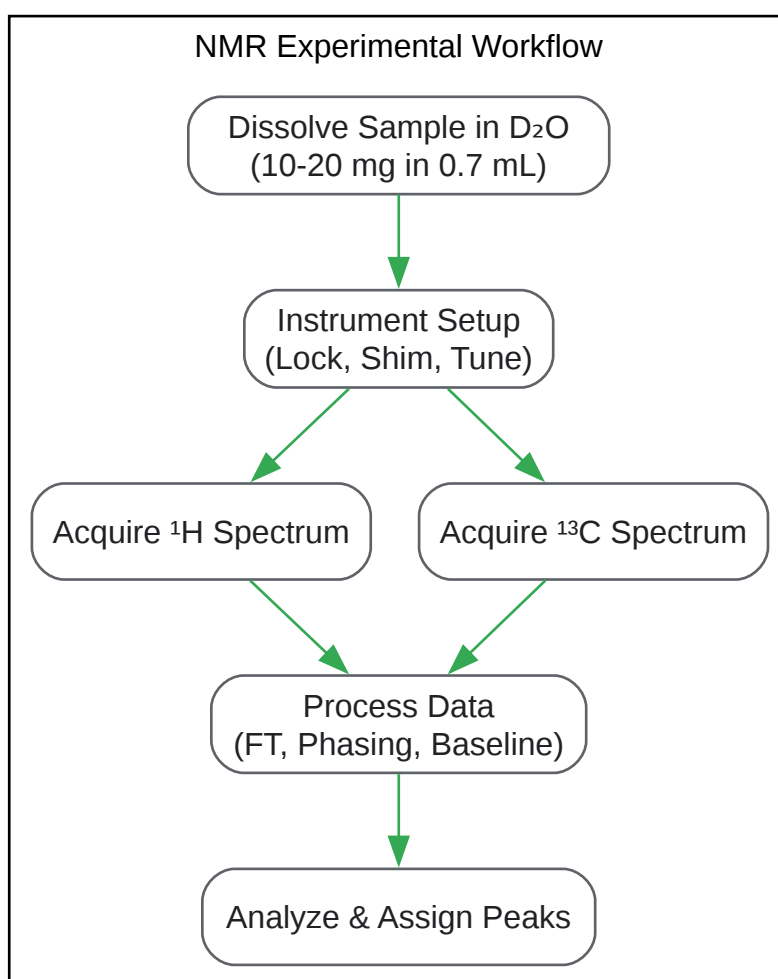 NMR Experimental Workflow
Dissolve Sample in D₂O
(10-20 mg in 0.7 mL)
Instrument Setup
(Lock, Shim, Tune)
Acquire ¹H Spectrum
Acquire ¹³C Spectrum
Process Data
(FT, Phasing, Baseline)
Analyze & Assign Peaks